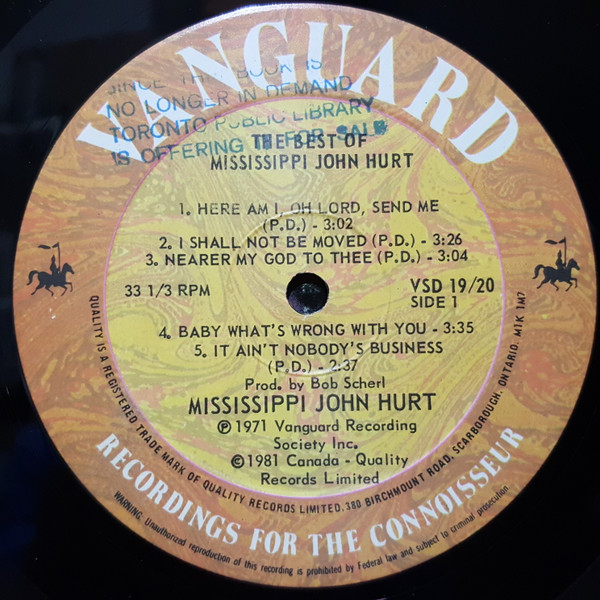 VANGUARD
SINCE THIS BOOK IS
NO LONGER IN DEMAND
TORONTO PUBLIC LIBRARY
IS OFFERING IT FOR SALE
THE BEST OF
MISSISSIPPI JOHN HURT
1. HERE AM I, OH LORD, SEND ME
(P.D.) - 3:02
2. I SHALL NOT BE MOVED (P.D.) - 3:26
3. NEARER MY GOD TO THEE (P.D.) - 3:04
33 1/3 RPM
VSD 19/20
SIDE 1
4. BABY WHAT'S WRONG WITH YOU - 3:35
5. IT AIN'T NOBODY'S BUSINESS
(P.D.) - 2:37
Prod. by Bob Scherl
MISSISSIPPI JOHN HURT
Ⓟ 1971 Vanguard Recording
Society Inc.
© 1981 Canada - Quality
Records Limited
QUALITY IS A REGISTERED TRADE MARK OF QUALITY RECORDS LIMITED, 380 BIRCHMOUNT ROAD, SCARBOROUGH, ONTARIO. M1K 1M7
RECORDINGS FOR THE CONNOISSEUR
WARNING: Unauthorized reproduction of this recording is prohibited by Federal law and subject to criminal prosecution